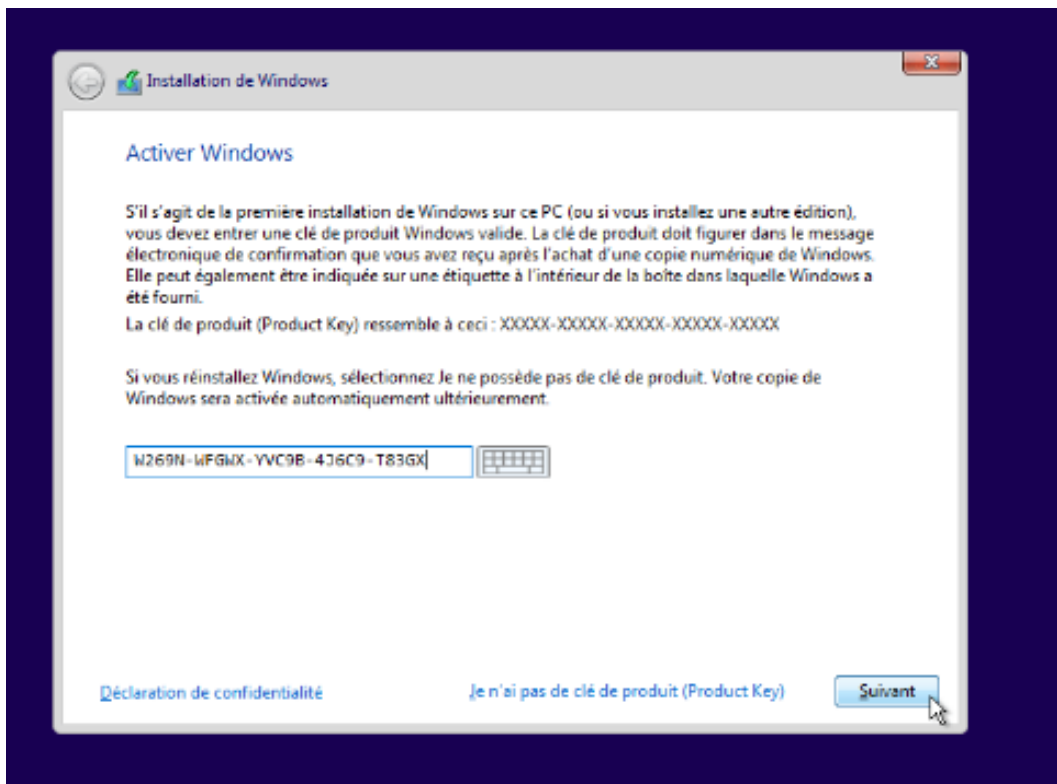 Installation de Windows
Activer Windows
S'il s'agit de la première installation de Windows sur ce PC (ou si vous installez une autre édition),
vous devez entrer une clé de produit Windows valide. La clé de produit doit figurer dans le message
électronique de confirmation que vous avez reçu après l'achat d'une copie numérique de Windows.
Elle peut également être indiquée sur une étiquette à l'intérieur de la boîte dans laquelle Windows a
été fourni.
La clé de produit (Product Key) ressemble à ceci : XXXXX-XXXXX-XXXXX-XXXXX-XXXXX
Si vous réinstallez Windows, sélectionnez Je ne possède pas de clé de produit. Votre copie de
Windows sera activée automatiquement ultérieurement.
W269N-WFGWX-YVC9B-4J6C9-T83GX
Déclaration de confidentialité
Je n'ai pas de clé de produit (Product Key)
Suivant